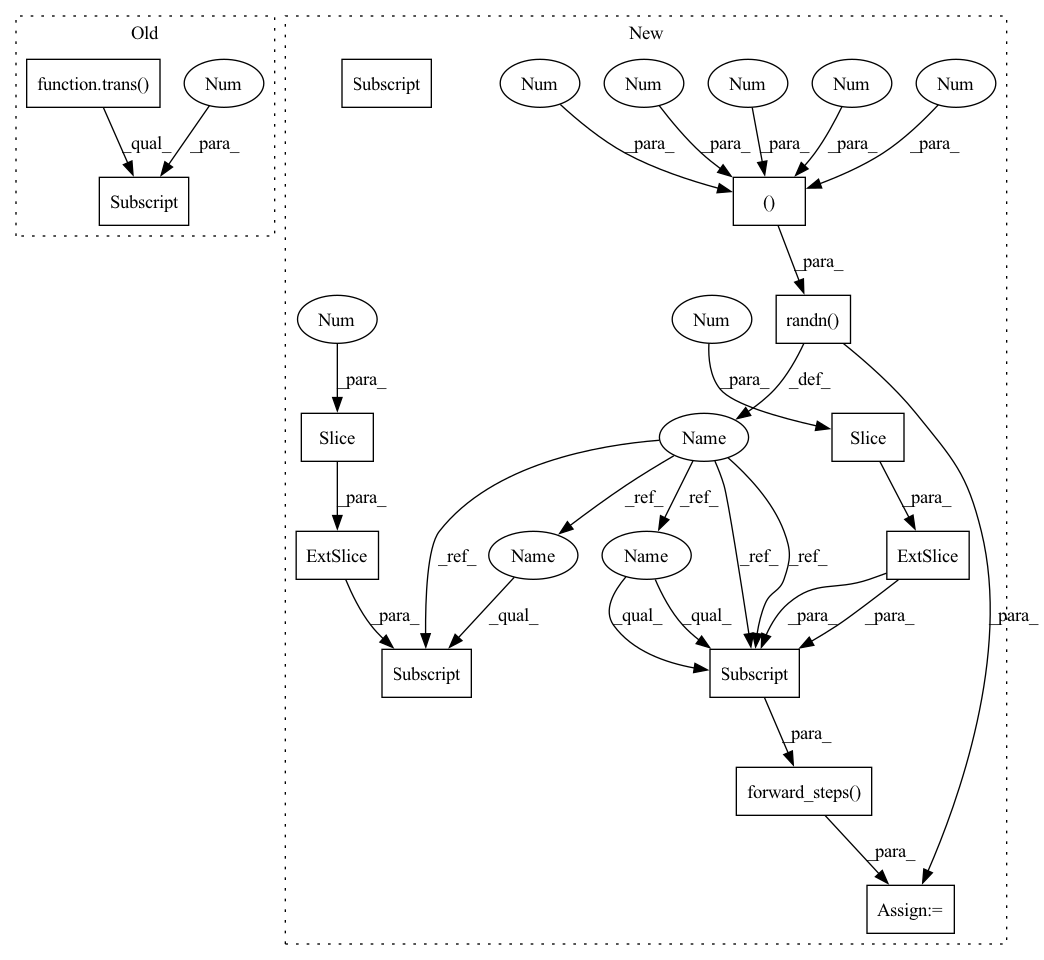 Old New
function.trans() Num Subscript Num Num Num Num Num
_qual_ _para_ _para_ _para_ _para_ _para_ _para_
Subscript ()
_para_
Num Num randn()
_para_ _para_ _def_
Slice Name Slice
_para_ _ref_ _ref_ _para_
ExtSlice _ref_ Name Name _ref_ _ref_ ExtSlice
_para_ _qual_ _qual_ _qual_ _para_ _para_ _para_
Subscript Subscript
_para_
forward_steps()
_para_
Assign:=